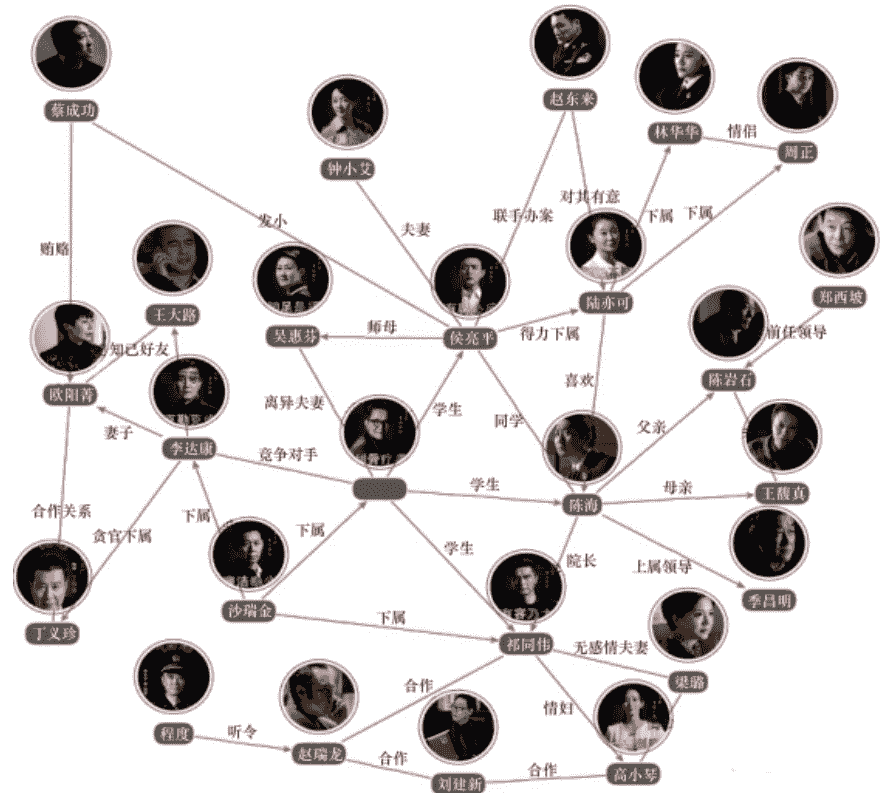 蔡成功
赵东来
林华华
情侣
周正
钟小艾
对其有意
联手办案
下属
下属
发小
夫妻
贿赂
王大路
吴惠芬
师母
侯亮平
得力下属
陆亦可
郑西坡
前任领导
知己好友
陈岩石
欧阳菁
离异夫妻
学生
同学
喜欢
父亲
妻子
李达康
竞争对手
学生
陈海
母亲
王馥真
合作关系
贪官下属
下属
下属
学生
院长
上属领导
季昌明
沙瑞金
下属
丁义珍
祁同伟
无感情夫妻
梁璐
合作
情妇
程度
听令
赵瑞龙
合作
刘建新
合作
高小琴